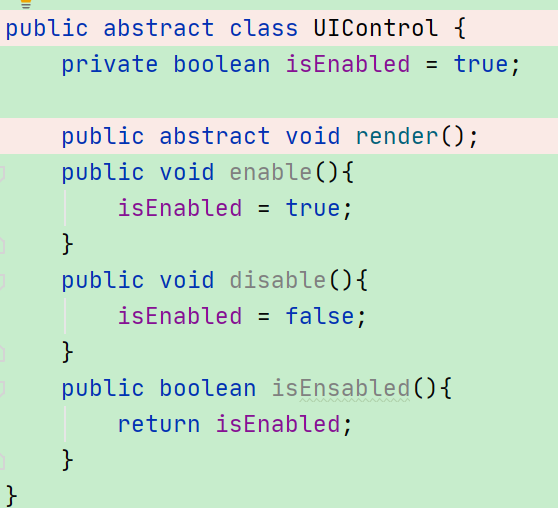 public abstract class UIControl {
    private boolean isEnabled = true;
    public abstract void render();
    public void enable(){
        isEnabled = true;
    }
    public void disable(){
        isEnabled = false;
    }
    public boolean isEnsabled(){
        return isEnabled;
    }
}